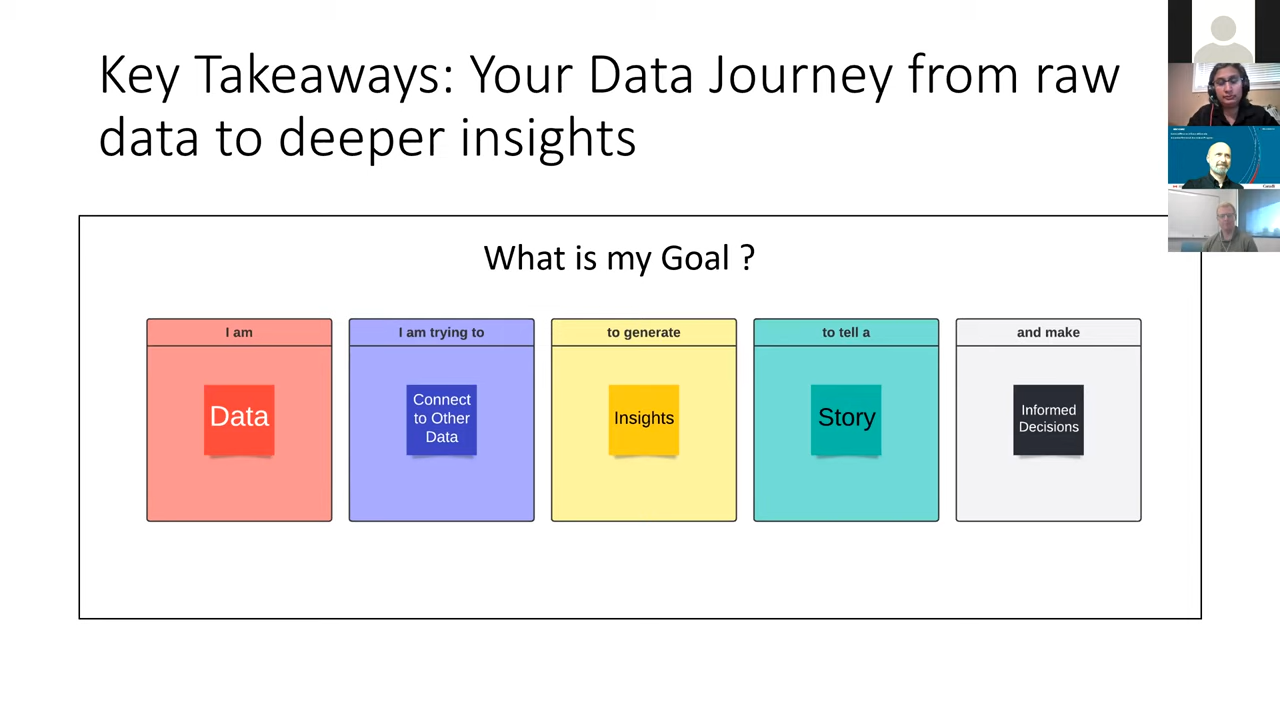 Key Takeaways: Your Data Journey from raw
data to deeper insights
What is my Goal ?
I am
Data
I am trying to
Connect
to Other
Data
to generate
Insights
to tell a
Story
and make
Informed
Decisions